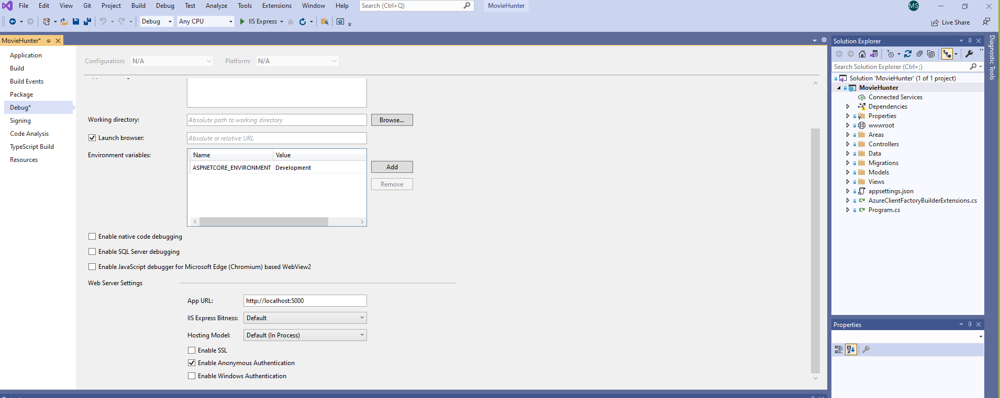 File Edit View Git Project Build Debug Test Analyze Tools Extensions Window Help Search (Ctrl+Q) MovieHunter MS
Debug Any CPU IIS Express Live Share
MovieHunter*
Application
Build
Build Events
Package
Debug*
Signing
Code Analysis
TypeScript Build
Resources
Configuration: N/A Platform: N/A
Working directory: Absolute path to working directory Browse...
Launch browser: Absolute or relative URL
Environment variables: Name Value
ASPNETCORE_ENVIRONMENT Development
Add
Remove
Enable native code debugging
Enable SQL Server debugging
Enable JavaScript debugger for Microsoft Edge (Chromium) based WebView2
Web Server Settings
App URL: http://localhost:5000
IIS Express Bitness: Default
Hosting Model: Default (In Process)
Enable SSL
Enable Anonymous Authentication
Enable Windows Authentication
Solution Explorer
Search Solution Explorer (Ctrl+;)
Solution 'MovieHunter' (1 of 1 project)
MovieHunter
Connected Services
Dependencies
Properties
wwwroot
Areas
Controllers
Data
Migrations
Models
Views
appsettings.json
AzureClientFactoryBuilderExtensions.cs
C# Program.cs
Properties
Diagnostic Tools